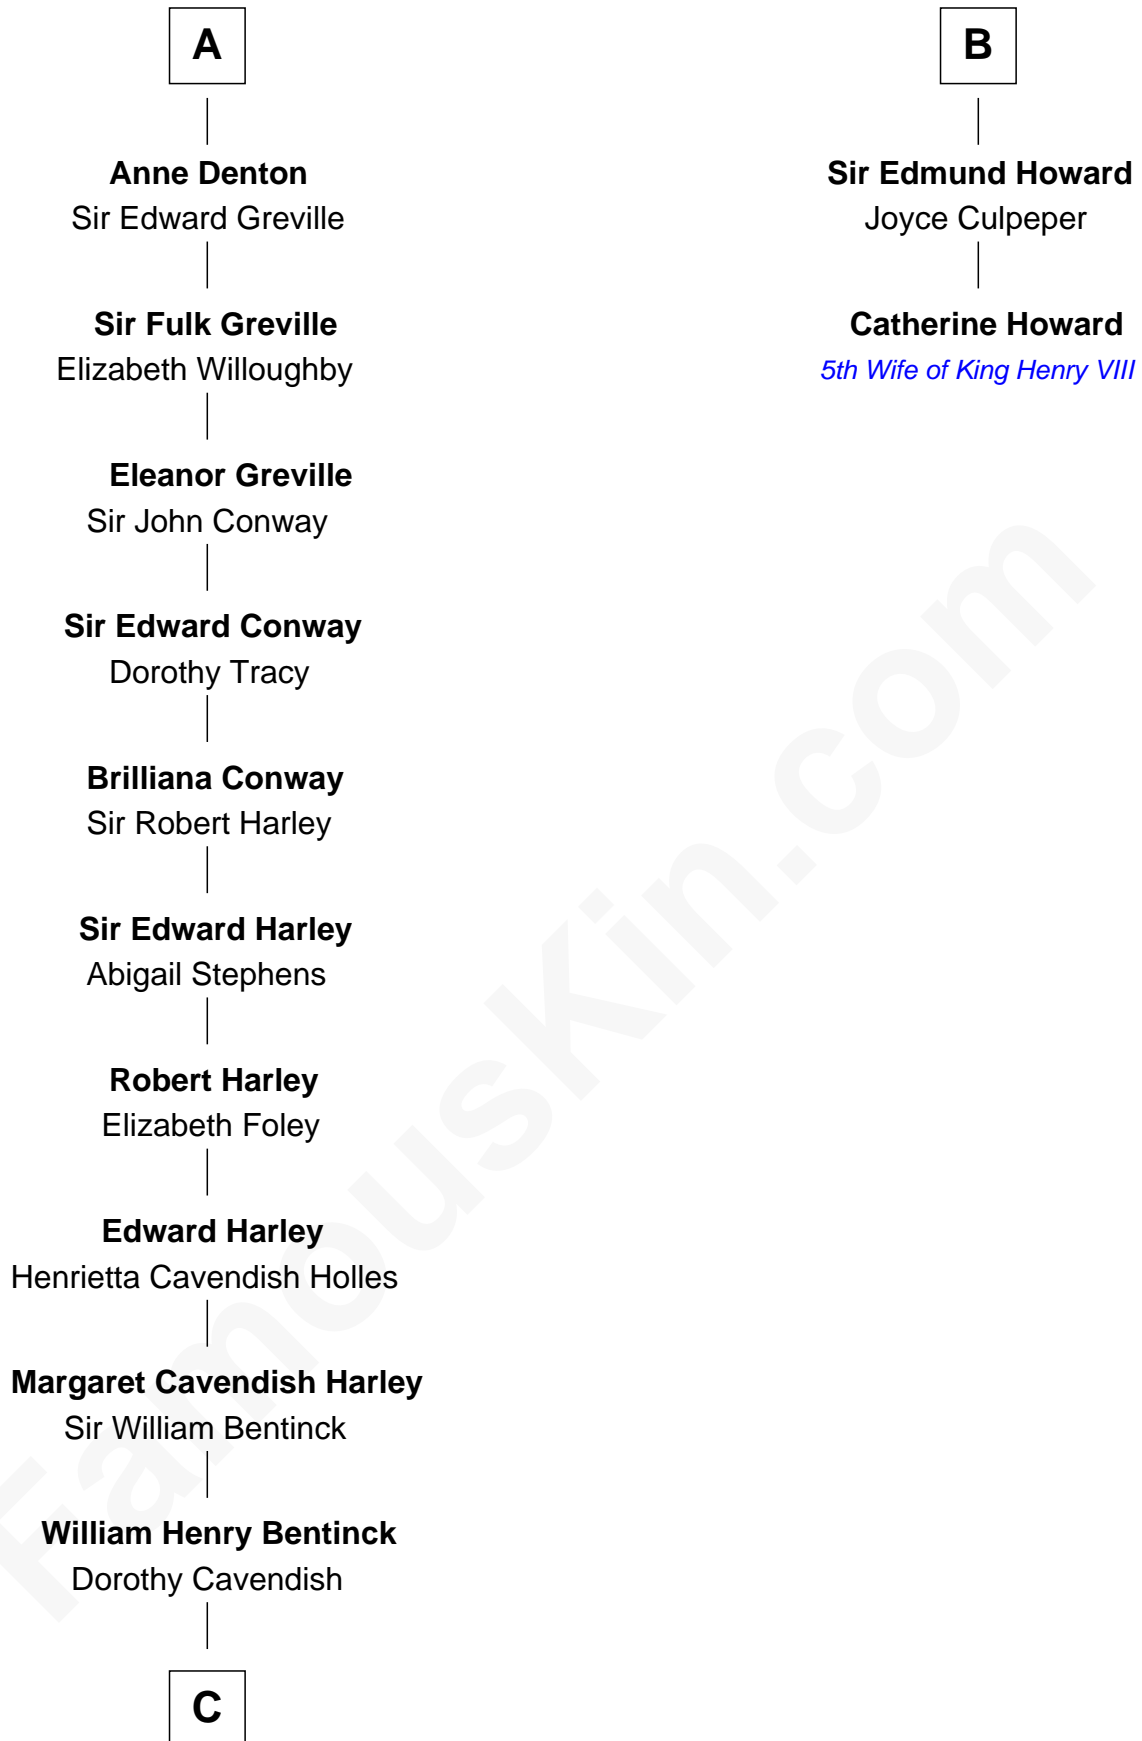 A
Anne Denton
Sir Edward Greville
Sir Fulk Greville
Elizabeth Willoughby
Eleanor Greville
Sir John Conway
Sir Edward Conway
Dorothy Tracy
Brilliana Conway
Sir Robert Harley
Sir Edward Harley
Abigail Stephens
Robert Harley
Elizabeth Foley
Edward Harley
Henrietta Cavendish Holles
Margaret Cavendish Harley
Sir William Bentinck
William Henry Bentinck
Dorothy Cavendish
C
B
Sir Edmund Howard
Joyce Culpeper
Catherine Howard
5th Wife of King Henry VIII
FamousKin.com